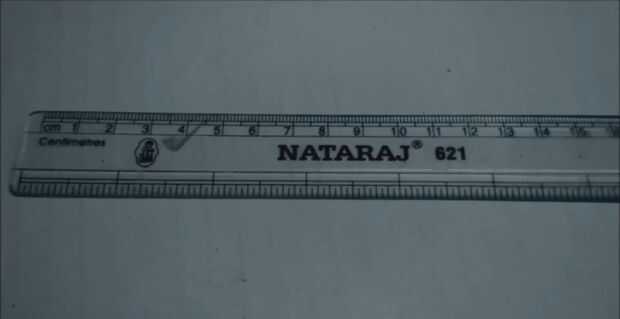 cm 1 2 3 4 5 6 7 8 9 10 11 12 13 14 15
Centimetres
NATARAJ® 621